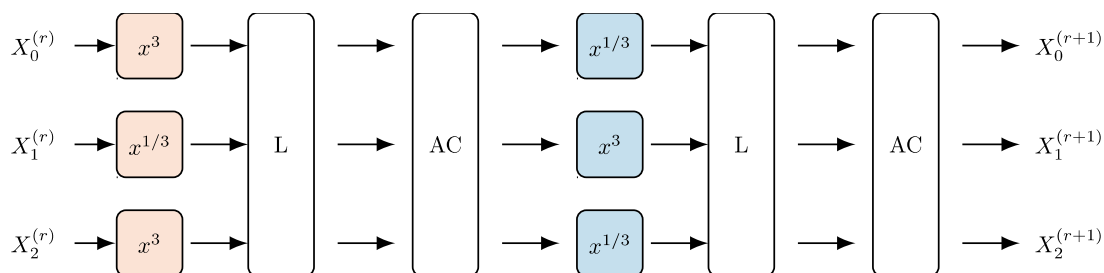 X_0^{(r)} x^3 x^{1/3} X_0^{(r+1)}
X_1^{(r)} x^{1/3} L AC x^3 L AC X_1^{(r+1)}
X_2^{(r)} x^3 x^{1/3} X_2^{(r+1)}